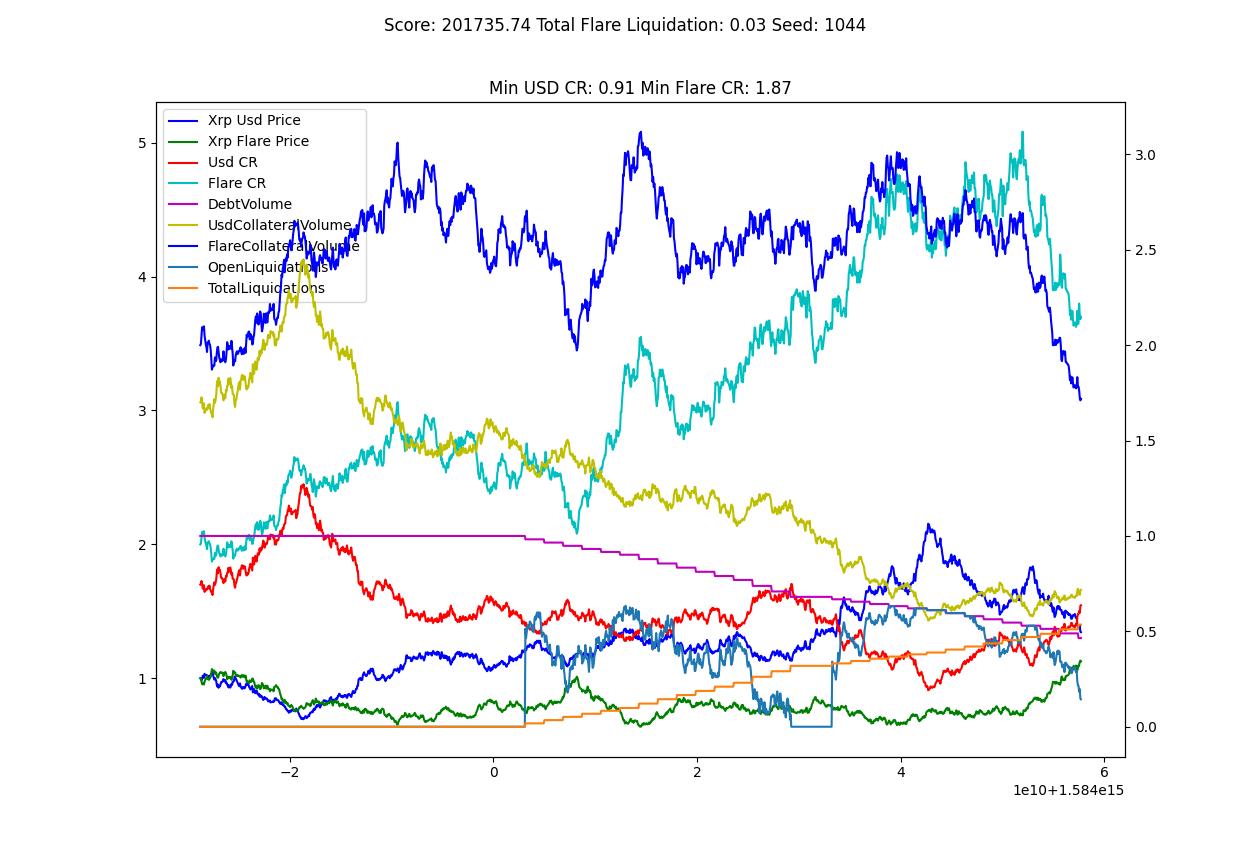 Score: 201735.74 Total Flare Liquidation: 0.03 Seed: 1044
Min USD CR: 0.91 Min Flare CR: 1.87
Xrp Usd Price
Xrp Flare Price
Usd CR
Flare CR
DebtVolume
UsdCollateralVolume
FlareCollateralVolume
OpenLiquidations
TotalLiquidations
5
4
3
2
1
3.0
2.5
2.0
1.5
1.0
0.5
0.0
−2
0
2
4
6
1e10+1.584e15